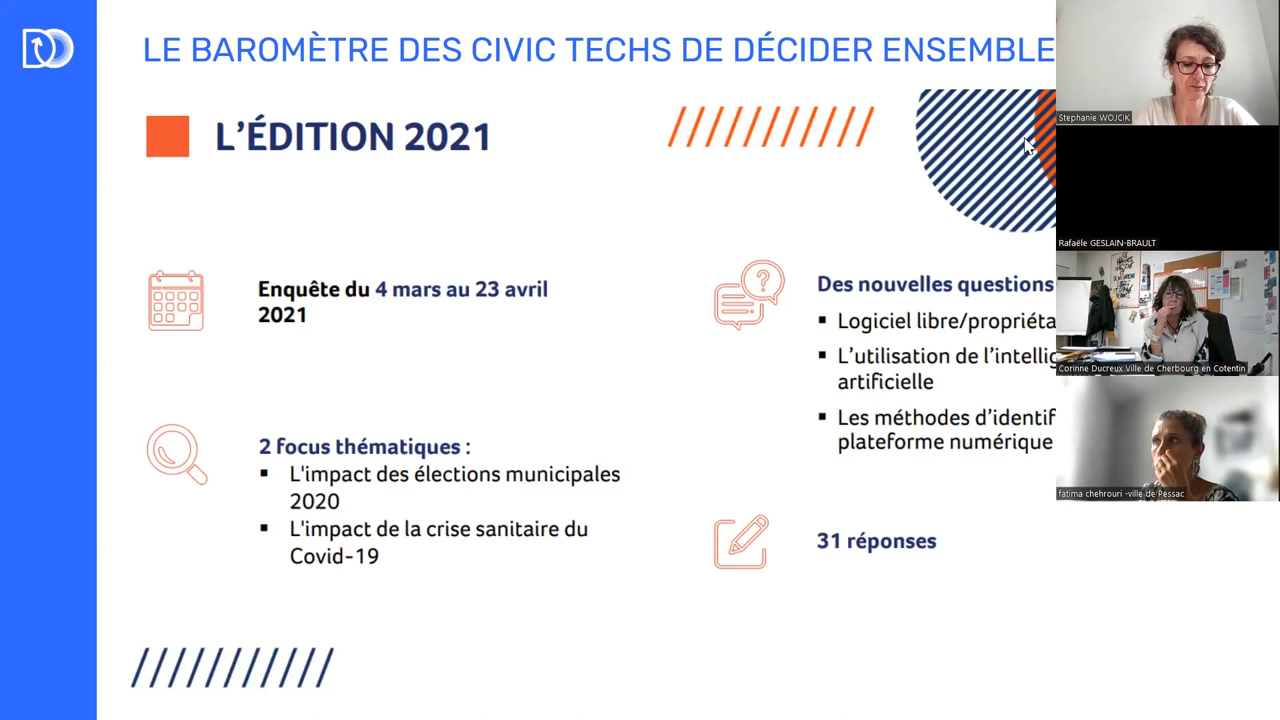 LE BAROMÈTRE DES CIVIC TECHS DE DÉCIDER ENSEMBLE
L'ÉDITION 2021
Enquête du 4 mars au 23 avril
2021
2 focus thématiques :
▪ L'impact des élections municipales
2020
▪ L'impact de la crise sanitaire du
Covid-19
Des nouvelles questions
▪ Logiciel libre/propriéta
▪ L'utilisation de l'intellig
artificielle
▪ Les méthodes d'identif
plateforme numérique
31 réponses
Stephanie WOJCIK
Rafaële GESLAIN-BRAULT
Corinne Ducreux Ville de Cherbourg en Cotentin
fatima chehrouri -ville de Pessac